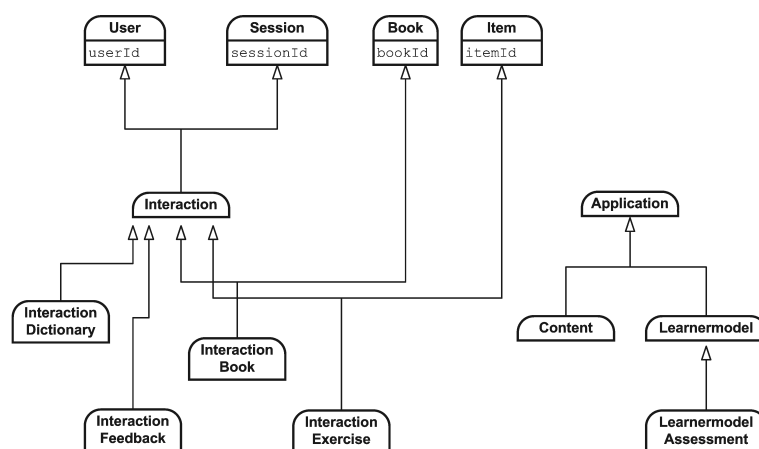 User
userId
Session
sessionId
Book
bookId
Item
itemId
Interaction
Application
Interaction
Dictionary
Content
Learnermodel
Interaction
Book
Interaction
Feedback
Interaction
Exercise
Learnermodel
Assessment